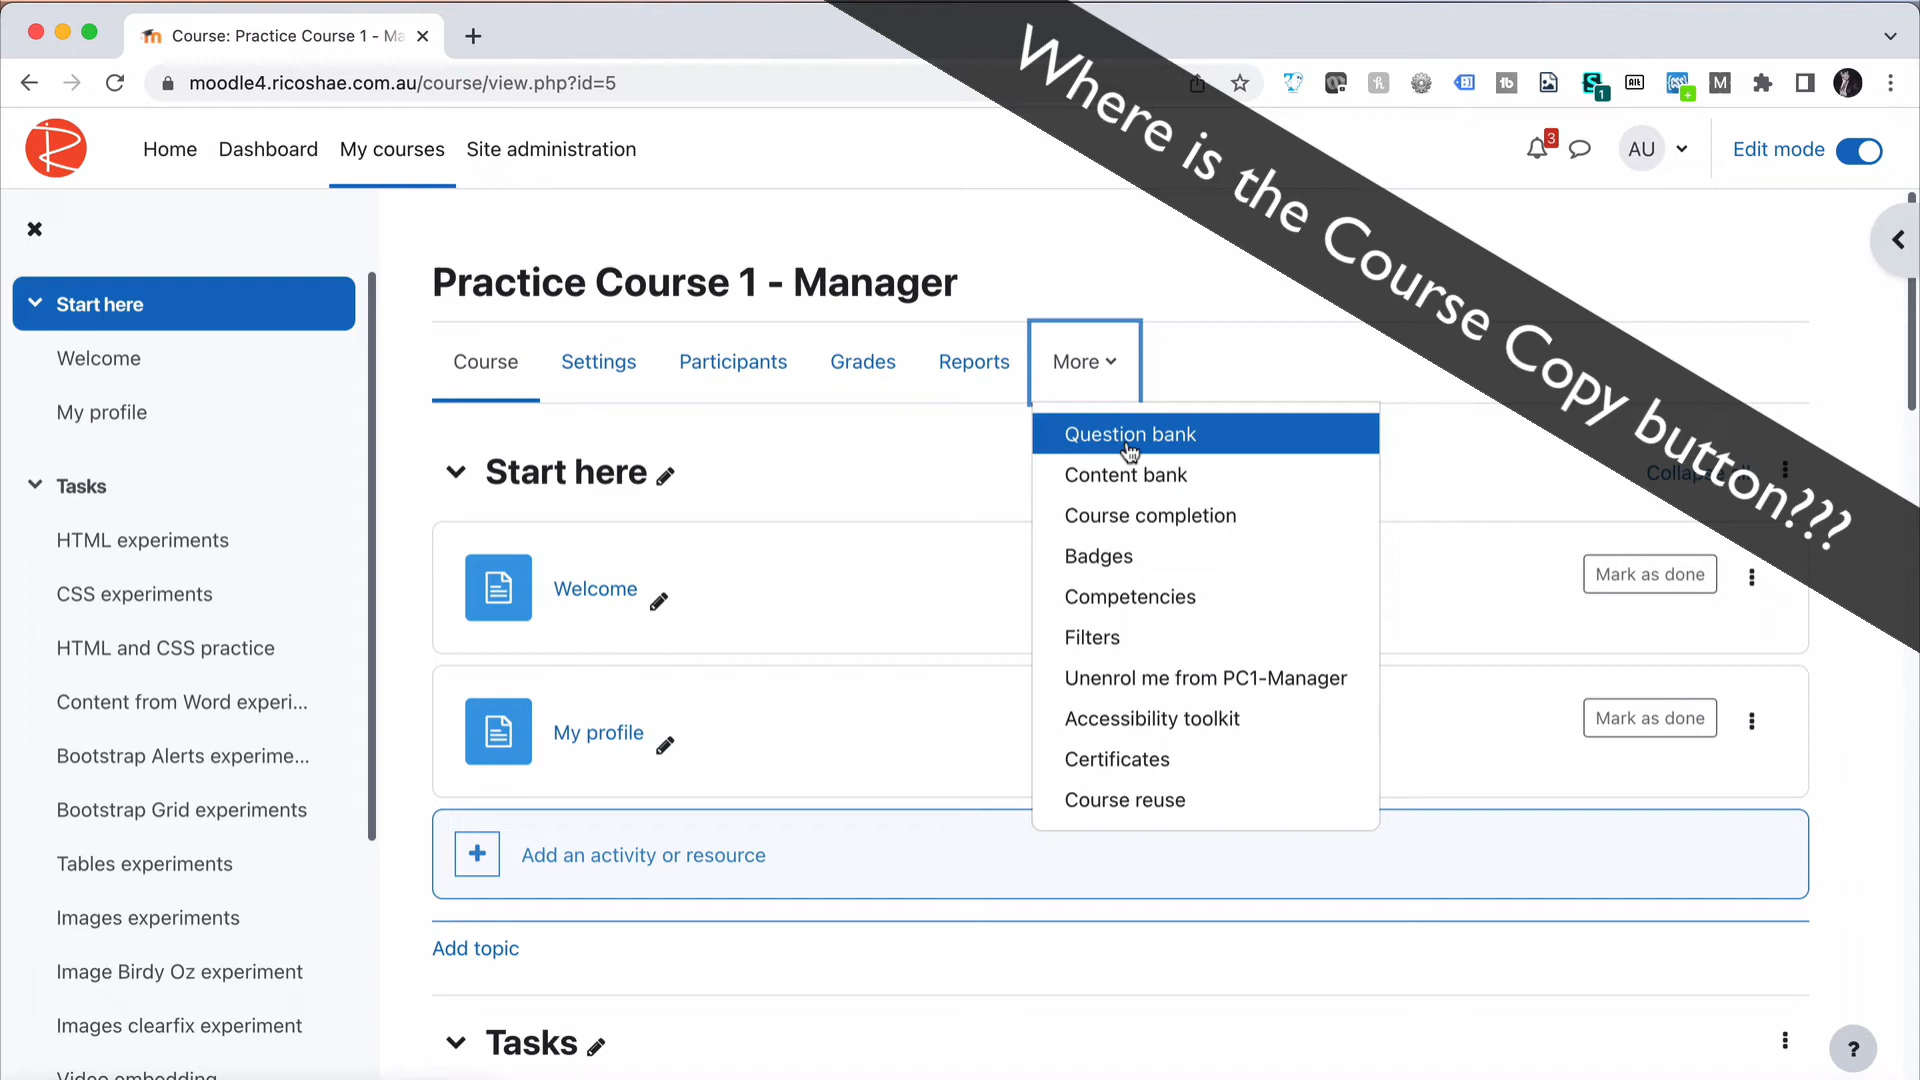 Course: Practice Course 1 - Ma
moodle4.ricoshae.com.au/course/view.php?id=5
1
M
Where is the Course Copy button???
Home
Dashboard
My courses
Site administration
3
AU
Edit mode
Practice Course 1 - Manager
Start here
Welcome
My profile
Tasks
HTML experiments
CSS experiments
HTML and CSS practice
Content from Word experi...
Bootstrap Alerts experime...
Bootstrap Grid experiments
Tables experiments
Images experiments
Image Birdy Oz experiment
Images clearfix experiment
Video embedding
Course
Settings
Participants
Grades
Reports
More
Question bank
Content bank
Course completion
Badges
Competencies
Filters
Unenrol me from PC1-Manager
Accessibility toolkit
Certificates
Course reuse
Start here
Welcome
Mark as done
My profile
Mark as done
Add an activity or resource
Add topic
Tasks
?